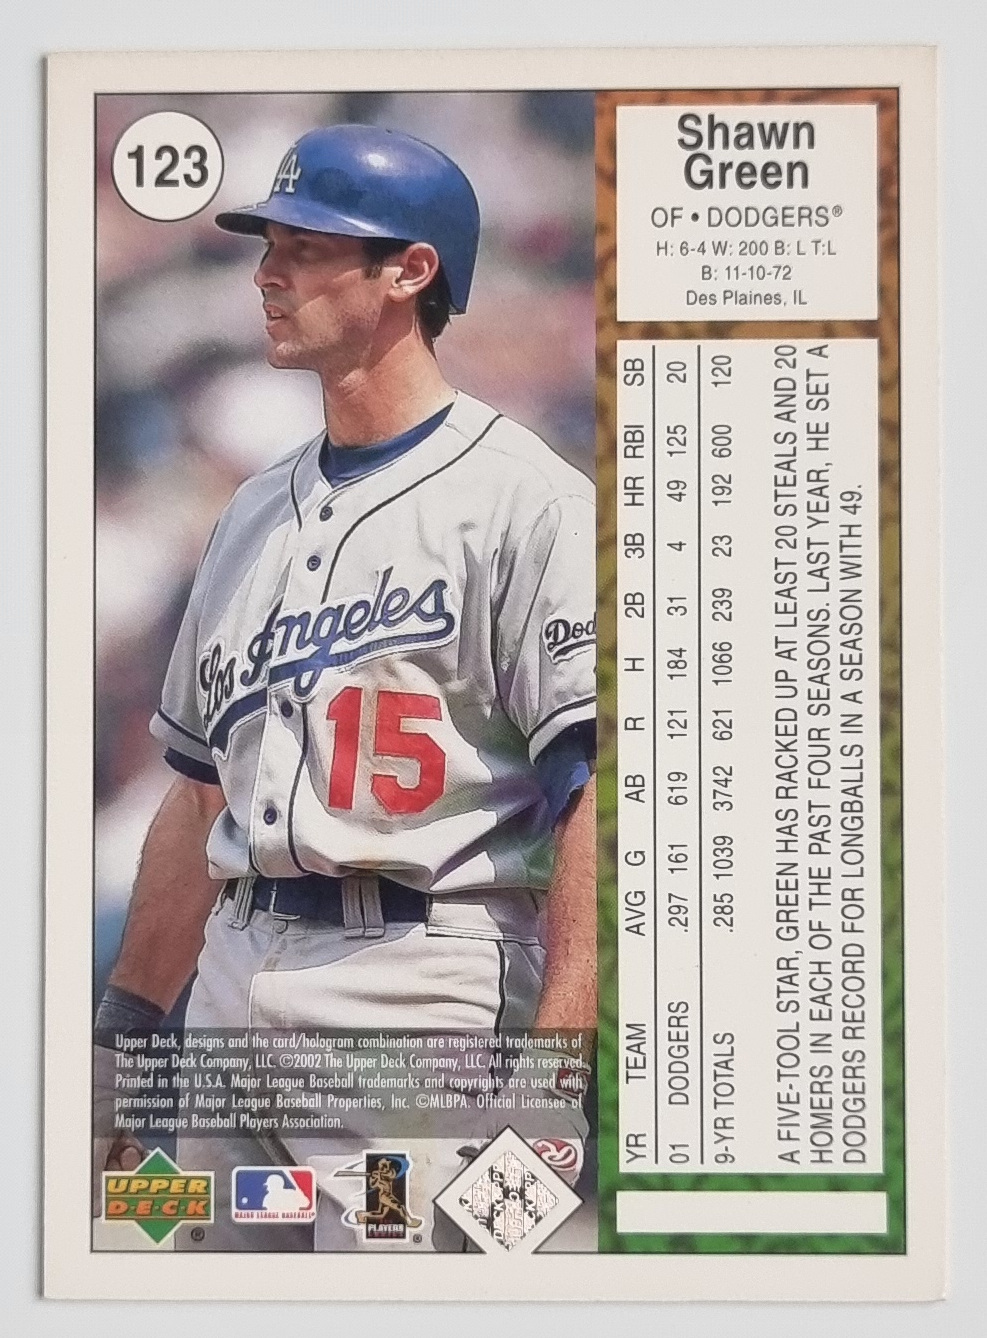 123
LA
Los Angeles
Dod
15
Shawn
Green
OF • DODGERS®
H: 6-4 W: 200 B: L T:L
B: 11-10-72
Des Plaines, IL
YR TEAM AVG G AB R H 2B 3B HR RBI SB
01 DODGERS .297 161 619 121 184 31 4 49 125 20
9-YR TOTALS .285 1039 3742 621 1066 239 23 192 600 120
A FIVE-TOOL STAR, GREEN HAS RACKED UP AT LEAST 20 STEALS AND 20
HOMERS IN EACH OF THE PAST FOUR SEASONS. LAST YEAR, HE SET A
DODGERS RECORD FOR LONGBALLS IN A SEASON WITH 49.
Upper Deck, designs and the card/hologram combination are registered trademarks of
The Upper Deck Company, LLC. ©2002 The Upper Deck Company, LLC. All rights reserved.
Printed in the U.S.A. Major League Baseball trademarks and copyrights are used with
permission of Major League Baseball Properties, Inc. ©MLBPA. Official Licensee of
Major League Baseball Players Association.
UPPER
DECK
®
MAJOR LEAGUE BASEBALL
PLAYERS
®